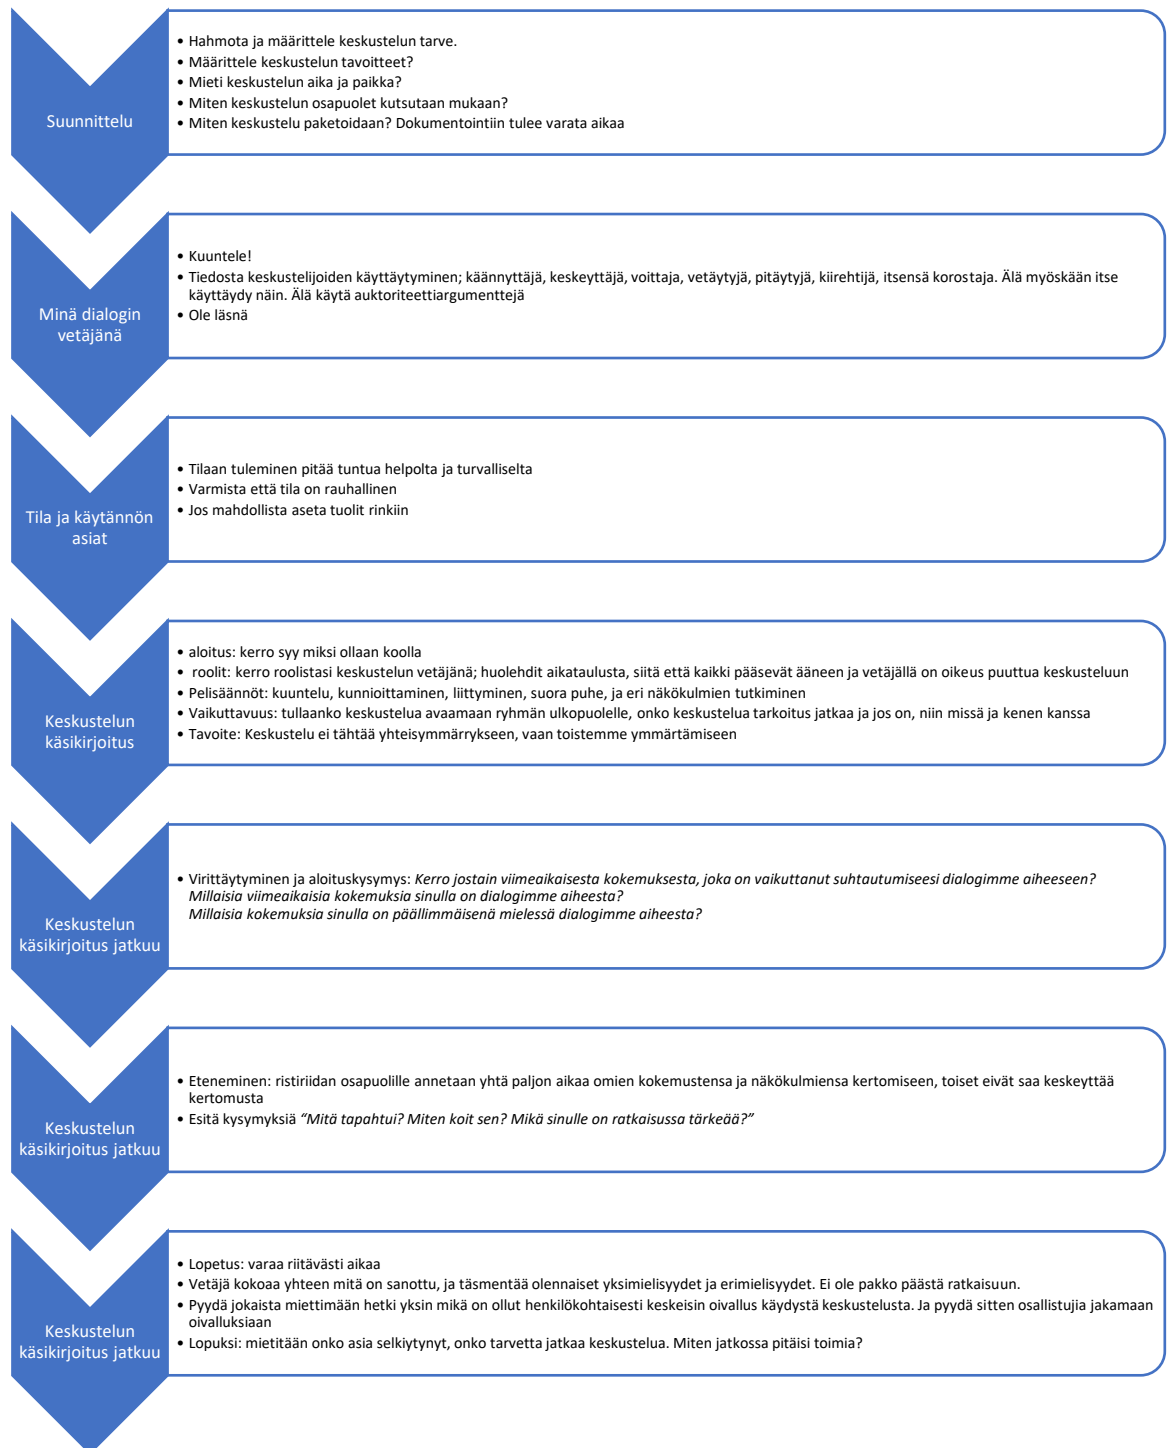 Suunnittelu
• Hahmota ja määrittele keskustelun tarve.
• Määrittele keskustelun tavoitteet?
• Mieti keskustelun aika ja paikka?
• Miten keskustelun osapuolet kutsutaan mukaan?
• Miten keskustelu paketoidaan? Dokumentointiin tulee varata aikaa
Minä dialogin
vetäjänä
• Kuuntele!
• Tiedosta keskustelijoiden käyttäytyminen; käännyttäjä, keskeyttäjä, voittaja, vetäytyjä, pitäytyjä, kiirehtijä, itsensä korostaja. Älä myöskään itse
käyttäydy näin. Älä käytä auktoriteettiargumenttejä
• Ole läsnä
Tila ja käytännön
asiat
• Tilaan tuleminen pitää tuntua helpolta ja turvalliselta
• Varmista että tila on rauhallinen
• Jos mahdollista aseta tuolit rinkiin
Keskustelun
käsikirjoitus
• aloitus: kerro syy miksi ollaan koolla
• roolit: kerro roolistasi keskustelun vetäjänä; huolehdit aikataulusta, siitä että kaikki pääsevät ääneen ja vetäjällä on oikeus puuttua keskusteluun
• Pelisäännöt: kuuntelu, kunnioittaminen, liittyminen, suora puhe, ja eri näkökulmien tutkiminen
• Vaikuttavuus: tullaanko keskustelua avaamaan ryhmän ulkopuolelle, onko keskustelua tarkoitus jatkaa ja jos on, niin missä ja kenen kanssa
• Tavoite: Keskustelu ei tähtää yhteisymmärrykseen, vaan toistemme ymmärtämiseen
Keskustelun
käsikirjoitus jatkuu
• Virittäytyminen ja aloituskysymys: Kerro jostain viimeaikaisesta kokemuksesta, joka on vaikuttanut suhtautumiseesi dialogimme aiheeseen?
Millaisia viimeaikaisia kokemuksia sinulla on dialogimme aiheesta?
Millaisia kokemuksia sinulla on päällimmäisenä mielessä dialogimme aiheesta?
Keskustelun
käsikirjoitus jatkuu
• Eteneminen: ristiriidan osapuolille annetaan yhtä paljon aikaa omien kokemustensa ja näkökulmiensa kertomiseen, toiset eivät saa keskeyttää
kertomusta
• Esitä kysymyksiä “Mitä tapahtui? Miten koit sen? Mikä sinulle on ratkaisussa tärkeää?”
Keskustelun
käsikirjoitus jatkuu
• Lopetus: varaa riitävästi aikaa
• Vetäjä kokoaa yhteen mitä on sanottu, ja täsmentää olennaiset yksimielisyydet ja erimielisyydet. Ei ole pakko päästä ratkaisuun.
• Pyydä jokaista miettimään hetki yksin mikä on ollut henkilökohtaisesti keskeisin oivallus käydystä keskustelusta. Ja pyydä sitten osallistujia jakamaan
oivalluksiaan
• Lopuksi: mietitään onko asia selkiytynyt, onko tarvetta jatkaa keskustelua. Miten jatkossa pitäisi toimia?